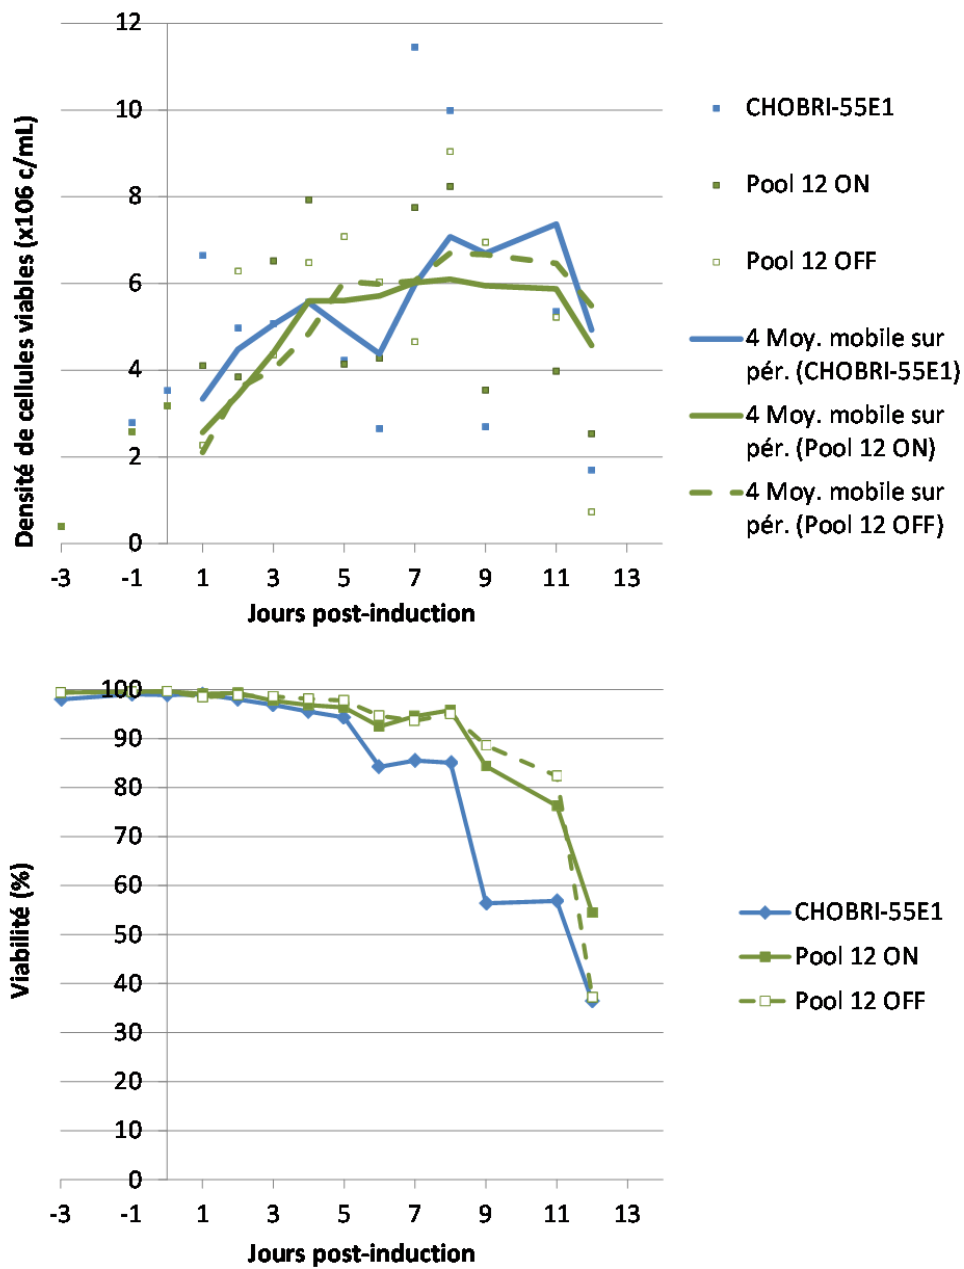 Densité de cellules viables (x106 c/mL)
12
10
8
6
4
2
0
-3 -1 1 3 5 7 9 11 13
Jours post-induction
CHOBRI-55E1
Pool 12 ON
Pool 12 OFF
4 Moy. mobile sur
pér. (CHOBRI-55E1)
4 Moy. mobile sur
pér. (Pool 12 ON)
4 Moy. mobile sur
pér. (Pool 12 OFF)
Viabilité (%)
100
90
80
70
60
50
40
30
20
10
0
-3 -1 1 3 5 7 9 11 13
Jours post-induction
CHOBRI-55E1
Pool 12 ON
Pool 12 OFF